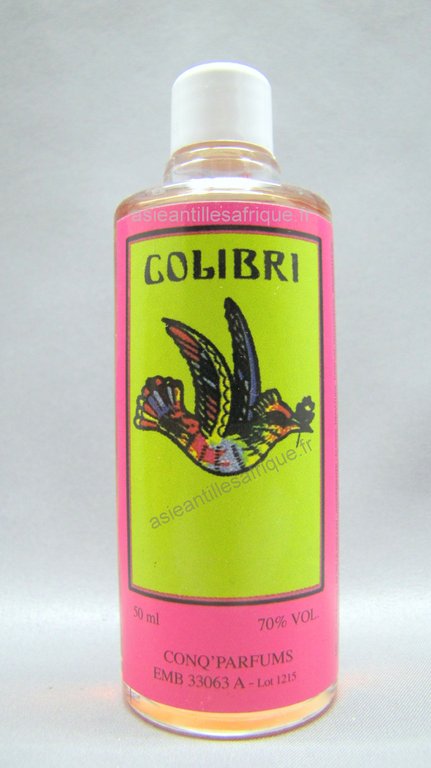 asieantillesafrique.fr
COLIBRI
asieantillesafrique.fr
50 ml 70% VOL.
CONQ'PARFUMS
EMB 33063 A - Lot 1215